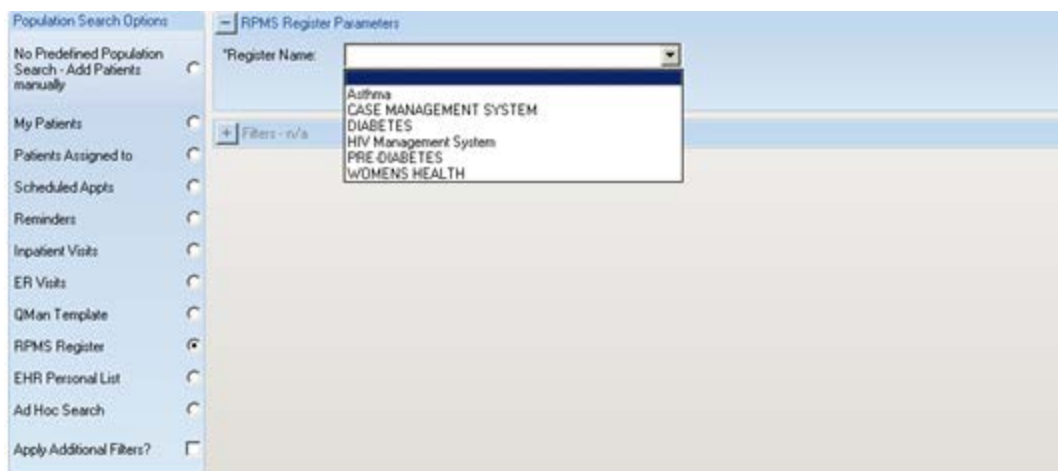 Population Search Options
No Predefined Population
Search - Add Patients
manually
My Patients
Patients Assigned to
Scheduled Appts
Reminders
Inpatient Visits
ER Visits
QMan Template
RPMS Register
EHR Personal List
Ad Hoc Search
Apply Additional Filters?
RPMS Register Parameters
*Register Name:
Asthma
CASE MANAGEMENT SYSTEM
DIABETES
HIV Management System
PRE-DIABETES
WOMENS HEALTH
Filters - n/a